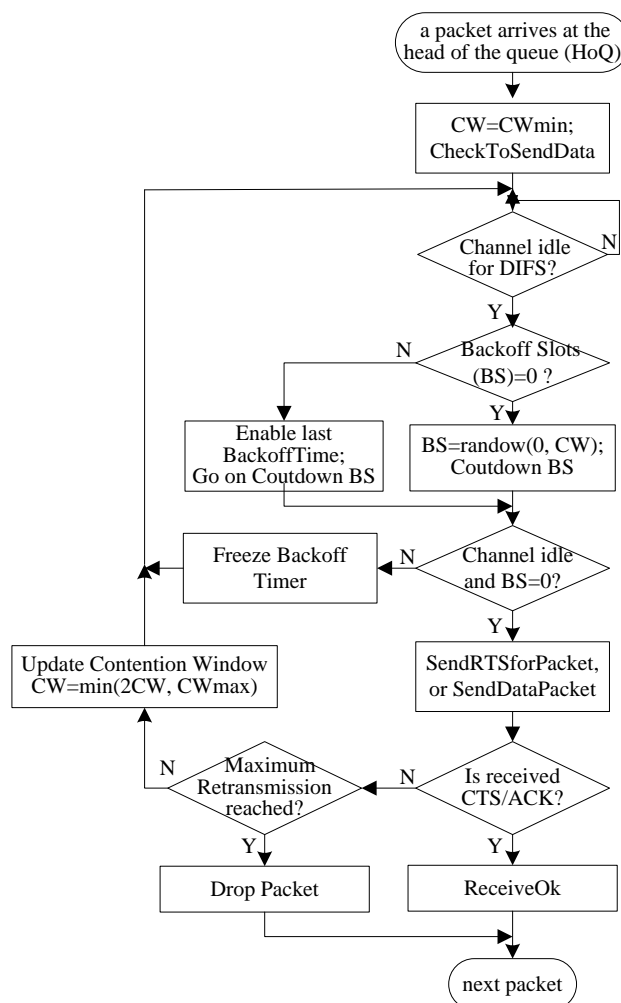 a packet arrives at the
head of the queue (HoQ)
CW=CWmin;
CheckToSendData
Channel idle
for DIFS?
N
Y
N
Backoff Slots
(BS)=0 ?
Y
Enable last
BackoffTime;
Go on Coutdown BS
BS=randow(0, CW);
Coutdown BS
Freeze Backoff
Timer
N
Channel idle
and BS=0?
Y
Update Contention Window
CW=min(2CW, CWmax)
SendRTSforPacket,
or SendDataPacket
N
Maximum
Retransmission
reached?
N
Is received
CTS/ACK?
Y
Y
Drop Packet
ReceiveOk
next packet